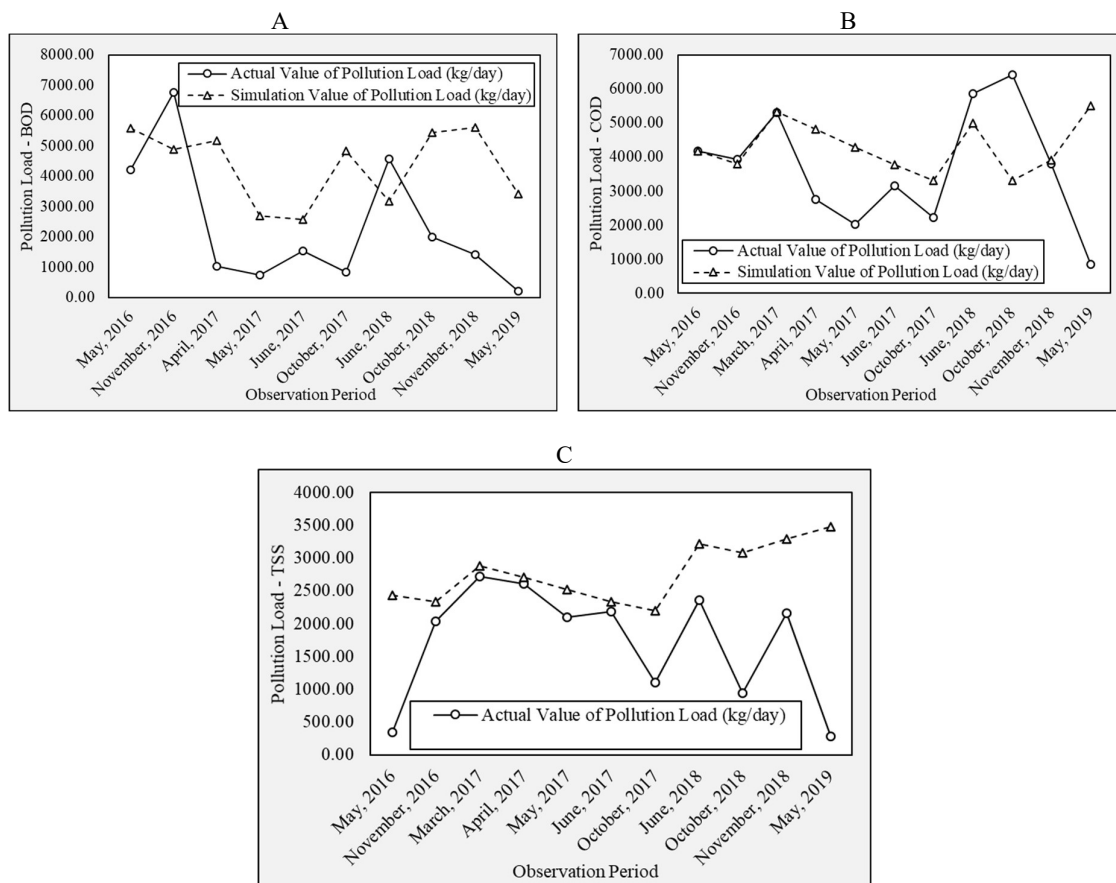 A
8000.00
7000.00
6000.00
5000.00
4000.00
3000.00
2000.00
1000.00
0.00
Pollution Load - BOD
Actual Value of Pollution Load (kg/day)
Simulation Value of Pollution Load (kg/day)
May, 2016
November, 2016
April, 2017
May, 2017
June, 2017
October, 2017
June, 2018
October, 2018
November, 2018
May, 2019
Observation Period
B
7000.00
6000.00
5000.00
4000.00
3000.00
2000.00
1000.00
0.00
Pollution Load - COD
Actual Value of Pollution Load (kg/day)
Simulation Value of Pollution Load (kg/day)
May, 2016
November, 2016
March, 2017
April, 2017
May, 2017
June, 2017
October, 2017
June, 2018
October, 2018
November, 2018
May, 2019
Observation Period
C
4000.00
3500.00
3000.00
2500.00
2000.00
1500.00
1000.00
500.00
0.00
Pollution Load - TSS
Actual Value of Pollution Load (kg/day)
May, 2016
November, 2016
March, 2017
April, 2017
May, 2017
June, 2017
October, 2017
June, 2018
October, 2018
November, 2018
May, 2019
Observation Period